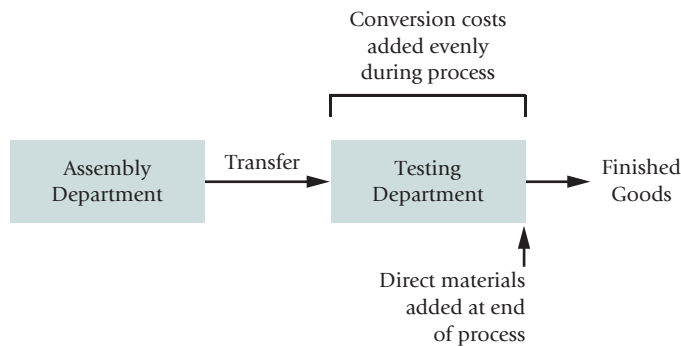 Conversion costs
added evenly
during process
Assembly
Department
Transfer
Testing
Department
Finished
Goods
Direct materials
added at end
of process